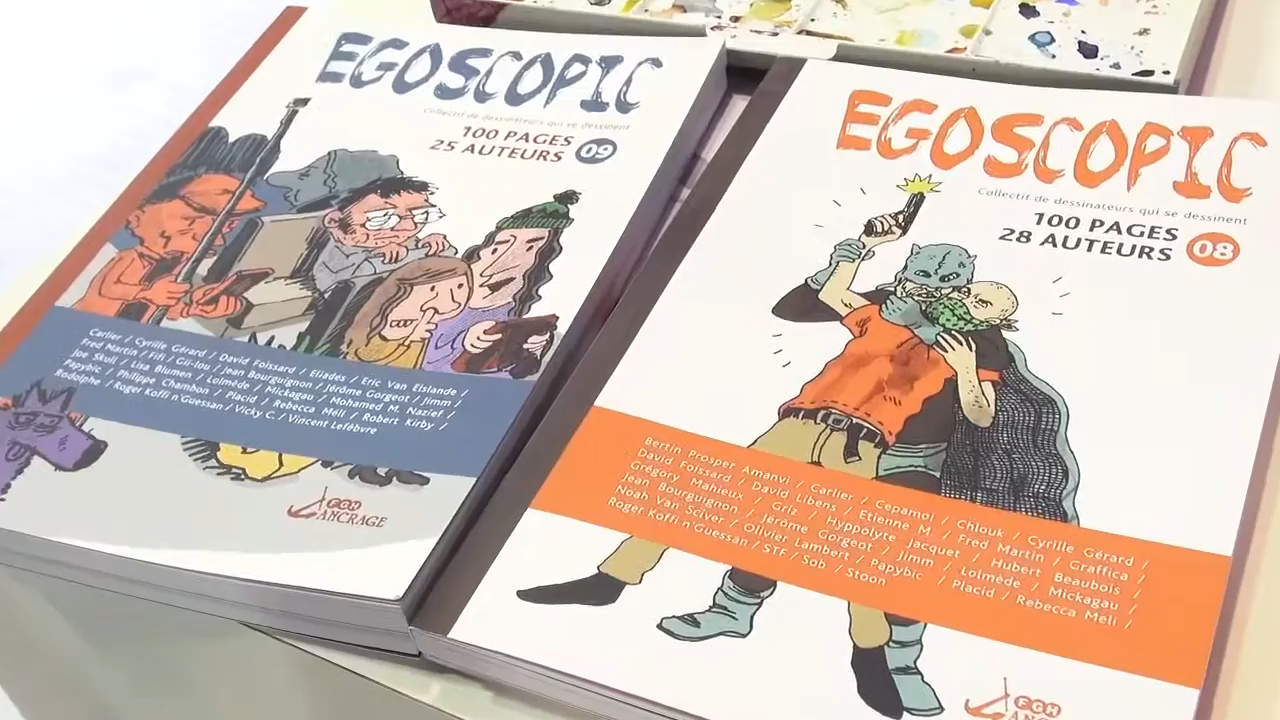 EGOSCOPIC
Collectif de dessinateurs qui se dessinent
100 PAGES
25 AUTEURS 09
Carlier / Cyrille Gérard / David Foissard / Eliades / Eric Van Elslande /
Fred Martin / Fifi / Gil-lou / Jean Bourguignon / Jérôme Gorgeot / Jimm /
Joe Skull / Lisa Blumen / Lolmède / Mickagau / Mohamed M. Nazief /
Papybic / Philippe Chambon / Placid / Rebecca Meli / Robert Kirby /
Rodolphe / Roger Koffi n'Guessan / Vicky C. / Vincent Lefèbvre
FGH
ANCRAGE
EGOSCOPIC
Collectif de dessinateurs qui se dessinent
100 PAGES
28 AUTEURS 08
Bertin Prosper Amanvi / Carlier / Cepamoi / Chlouk / Cyrille Gérard /
David Foissard / David Libens / Etienne M. / Fred Martin / Graffica /
Grégory Mahieux / Griz / Hyppolyte Jacquet / Hubert Beaubois /
Jean Bourguignon / Jérome Gorgeot / Jimm / Lolmède / Mickagau /
Noah Van Sciver / Olivier Lambert / Papybic / Placid / Rebecca Meli /
Roger Koffi n'Guessan / STF / Sob / Stoon
FGH
ANCRAGE